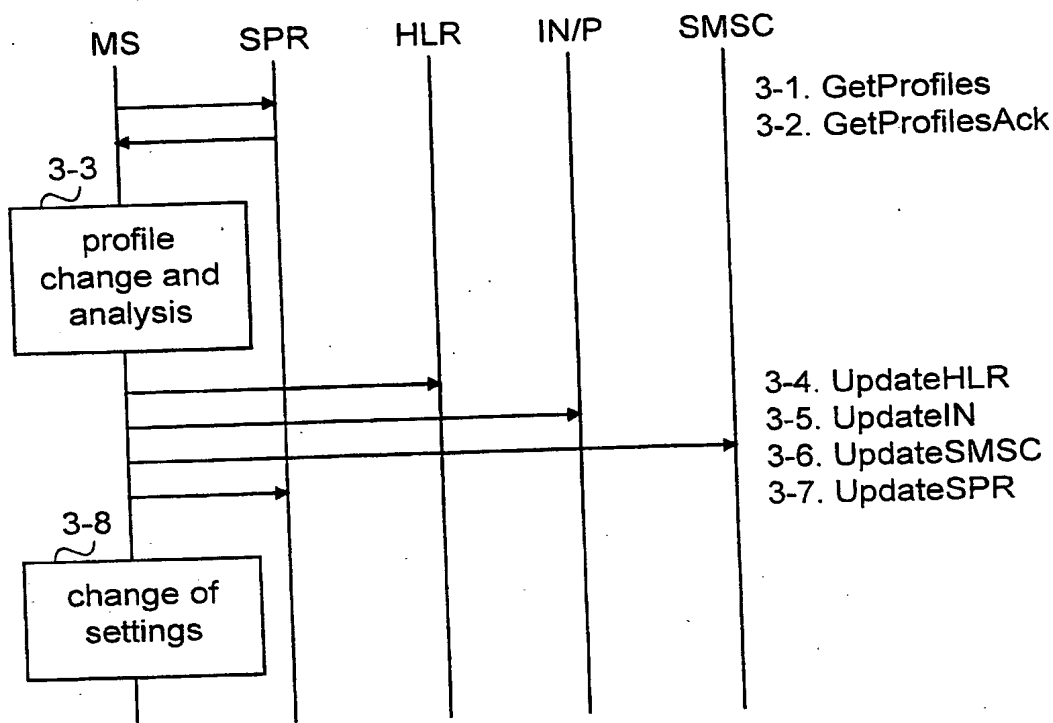 MS SPR HLR IN/P SMSC
3-1. GetProfiles
3-2. GetProfilesAck
3-3
profile
change and
analysis
3-4. UpdateHLR
3-5. UpdateIN
3-6. UpdateSMSC
3-7. UpdateSPR
3-8
change of
settings